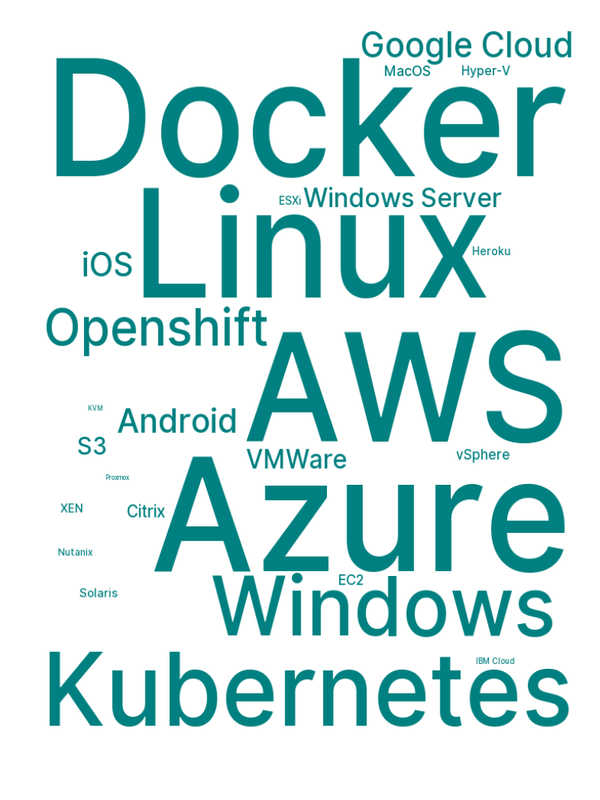 Google Cloud
MacOS Hyper-V
Docker
ESXi Windows Server
Linux
Heroku
iOS
Openshift
AWS
KVM
Android
S3
VMWare
vSphere
Proxmox
Azure
XEN
Citrix
Nutanix
EC2
Windows
Solaris
IBM Cloud
Kubernetes